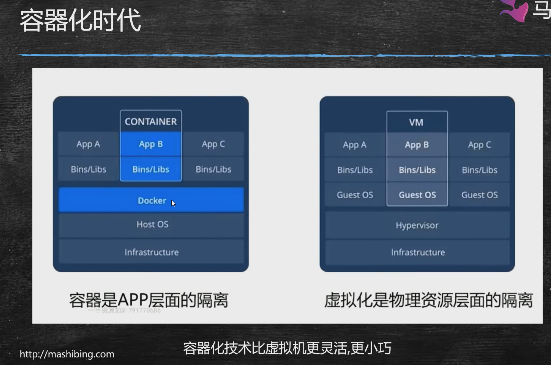 容器化时代
马
CONTAINER
App A App B App C
Bins/Libs Bins/Libs Bins/Libs
Docker
Host OS
Infrastructure
容器是APP层面的隔离
VM
App A App B App C
Bins/Libs Bins/Libs Bins/Libs
Guest OS Guest OS Guest OS
Hypervisor
Infrastructure
虚拟化是物理资源层面的隔离
http://mashibing.com
容器化技术比虚拟机更灵活,更小巧